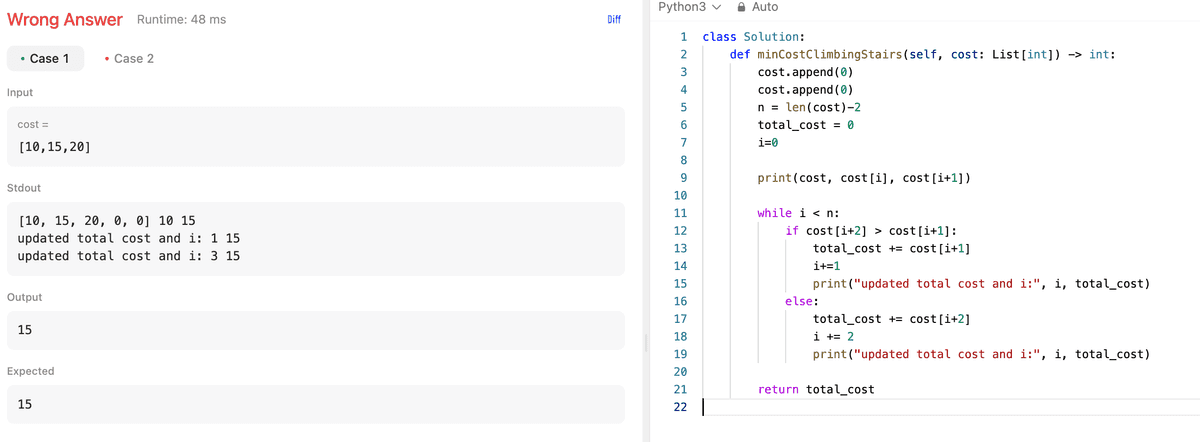 Wrong Answer Runtime: 48 ms Diff
• Case 1 • Case 2
Input
cost =
[10,15,20]
Stdout
[10, 15, 20, 0, 0] 10 15
updated total cost and i: 1 15
updated total cost and i: 3 15
Output
15
Expected
15
Python3 Auto
1 class Solution:
2 def minCostClimbingStairs(self, cost: List[int]) -> int:
3 cost.append(0)
4 cost.append(0)
5 n = len(cost)-2
6 total_cost = 0
7 i=0
8
9 print(cost, cost[i], cost[i+1])
10
11 while i < n:
12 if cost[i+2] > cost[i+1]:
13 total_cost += cost[i+1]
14 i+=1
15 print("updated total cost and i:", i, total_cost)
16 else:
17 total_cost += cost[i+2]
18 i += 2
19 print("updated total cost and i:", i, total_cost)
20
21 return total_cost
22